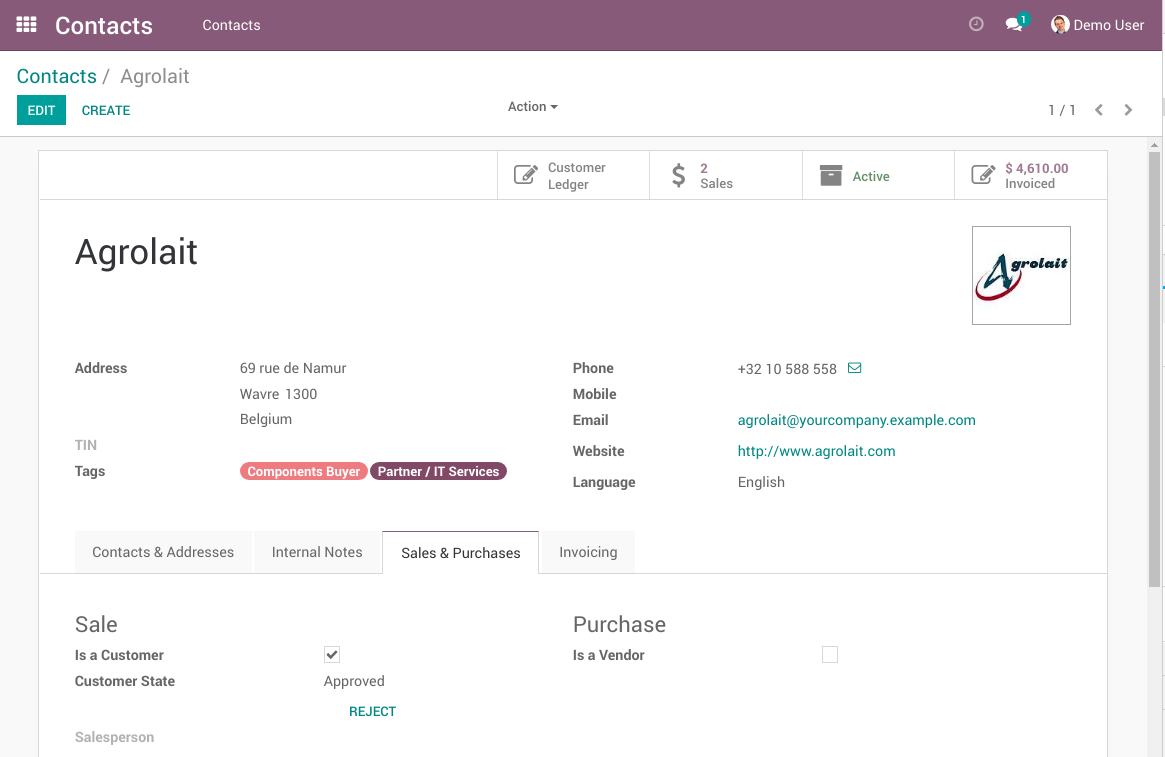 Contacts
Contacts
1
Demo User
Contacts / Agrolait
EDIT
CREATE
Action
1 / 1
Customer Ledger
$
2
Sales
Active
$ 4,610.00
Invoiced
Agrolait
Agrolait
Address
69 rue de Namur
Wavre 1300
Belgium
TIN
Tags
Components Buyer
Partner / IT Services
Phone
+32 10 588 558
Mobile
Email
agrolait@yourcompany.example.com
Website
http://www.agrolait.com
Language
English
Contacts & Addresses
Internal Notes
Sales & Purchases
Invoicing
Sale
Is a Customer
Customer State
Approved
REJECT
Salesperson
Purchase
Is a Vendor